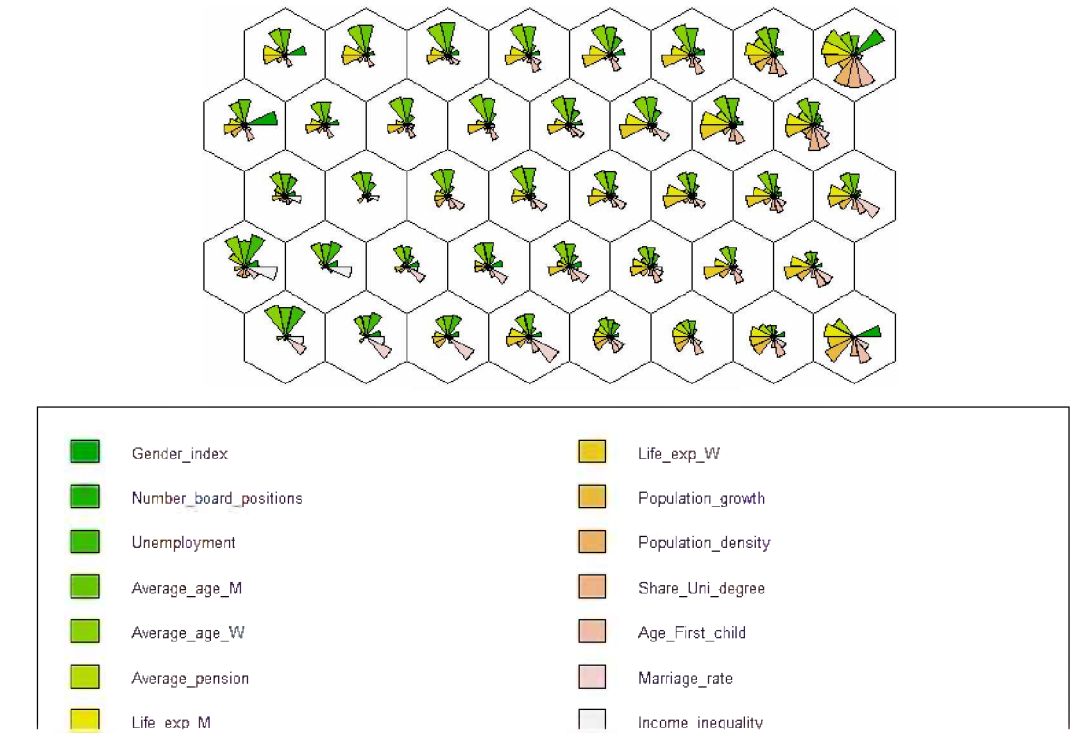 Gender_index
Number_board_positions
Unemployment
Average_age_M
Average_age_W
Average_pension
Life_exp_M
Life_exp_W
Population_growth
Population_density
Share_Uni_degree
Age_First_child
Marriage_rate
Income_inequality